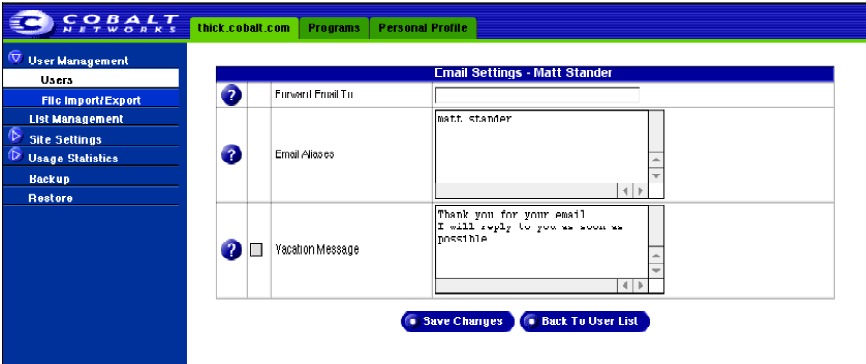 COBALT
NETWORKS
thick.cobalt.com Programs Personal Profile
User Management
Users
File Import/Export
List Management
Site Settings
Usage Statistics
Backup
Restore
Email Settings - Matt Stander
Forward Email To
Email Aliases
matt stander
Vacation Message
Thank you for your email
I will reply to you as soon as
possible
Save Changes
Back To User List